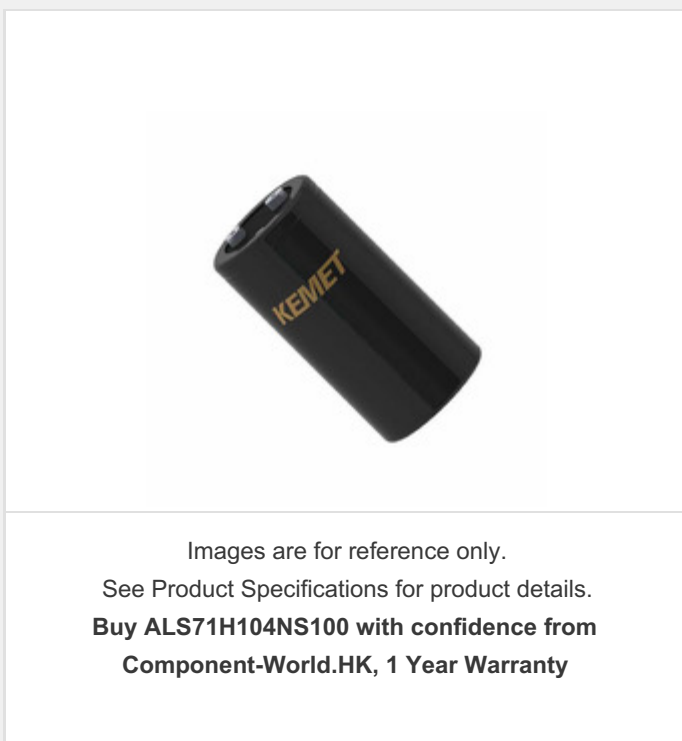 KEMET
Images are for reference only.
See Product Specifications for product details.
Buy ALS71H104NS100 with confidence from
Component-World.HK, 1 Year Warranty